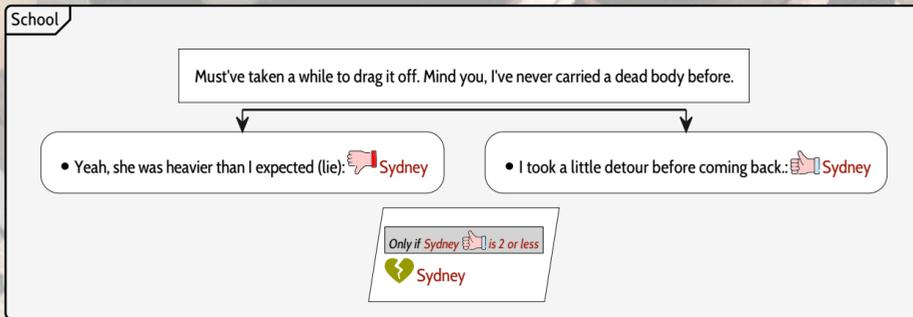 School
Must've taken a while to drag it off. Mind you, I've never carried a dead body before.
• Yeah, she was heavier than I expected (lie): Sydney
• I took a little detour before coming back.: Sydney
Only if Sydney is 2 or less
Sydney